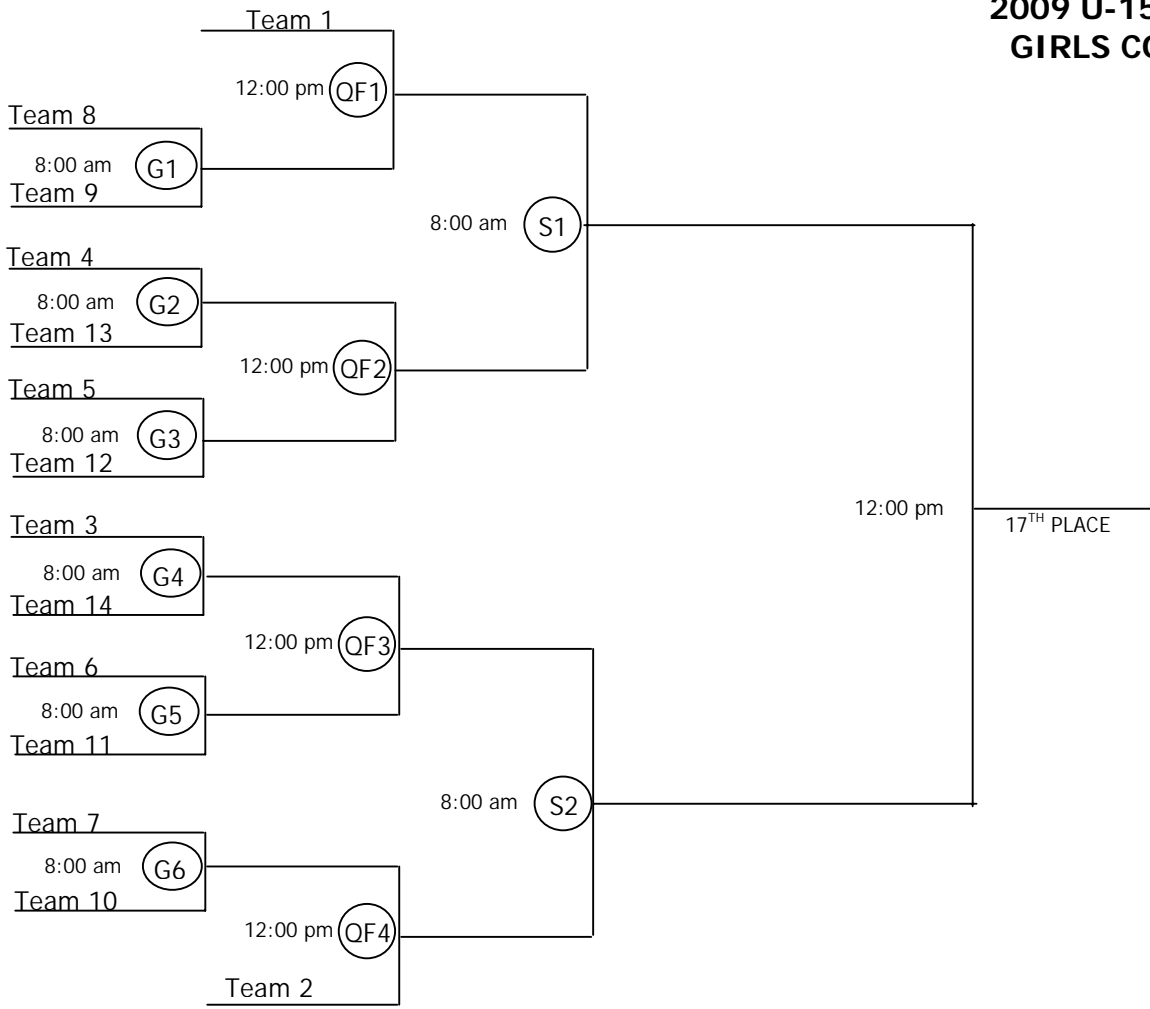 2009 U-15
GIRLS CO
Team 1
12:00 pm QF1
Team 8
8:00 am G1
Team 9
8:00 am S1
Team 4
8:00 am G2
Team 13
12:00 pm QF2
Team 5
8:00 am G3
Team 12
12:00 pm
17TH PLACE
Team 3
8:00 am G4
Team 14
12:00 pm QF3
Team 6
8:00 am G5
Team 11
8:00 am S2
Team 7
8:00 am G6
Team 10
12:00 pm QF4
Team 2